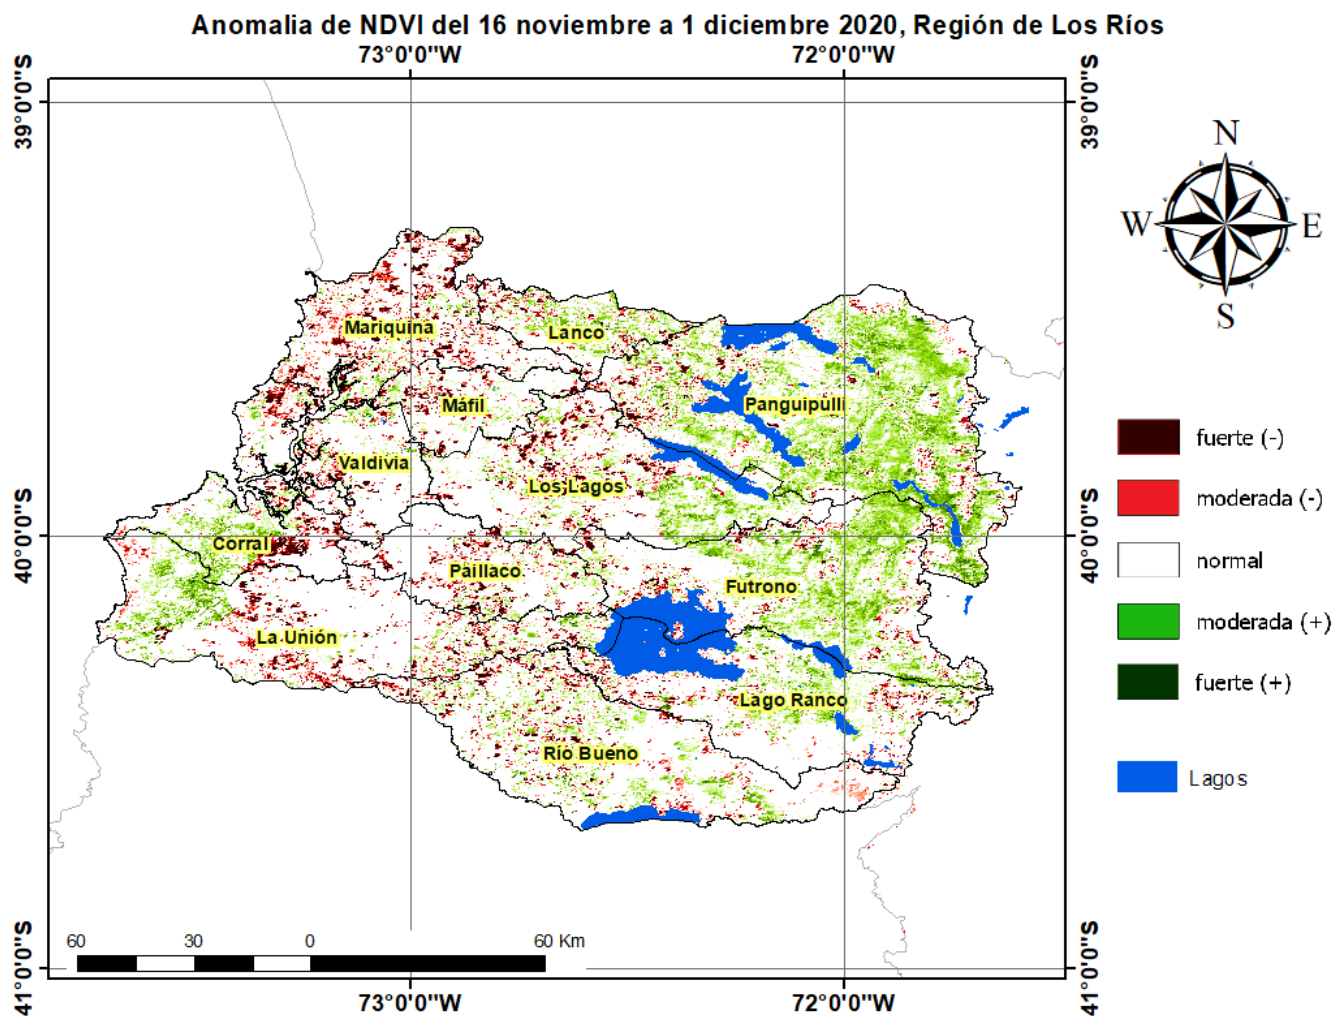 Anomalia de NDVI del 16 noviembre a 1 diciembre 2020, Región de Los Ríos
73°0'0"W
72°0'0"W
39°0'0"S
39°0'0"S
N
W
E
S
Mariquina
Lanco
Máfil
Panguipulli
Valdivia
Los Lagos
Corral
Paillaco
Futrono
La Unión
Lago Ranco
Río Bueno
40°0'0"S
40°0'0"S
fuerte (-)
moderada (-)
normal
moderada (+)
fuerte (+)
Lagos
60
30
0
60 Km
41°0'0"S
41°0'0"S
73°0'0"W
72°0'0"W